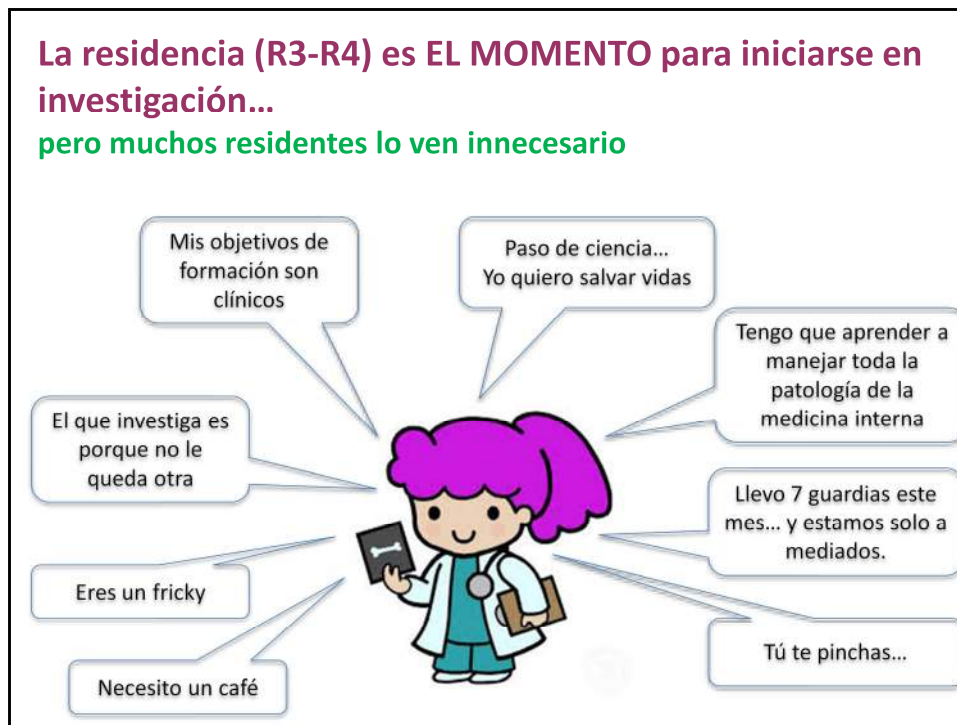 La residencia (R3-R4) es EL MOMENTO para iniciarse en
investigación...
pero muchos residentes lo ven innecesario
Mis objetivos de
formación son
clínicos
Paso de ciencia...
Yo quiero salvar vidas
Tengo que aprender a
manejar toda la
patología de la
medicina interna
El que investiga es
porque no le
queda otra
Llevo 7 guardias este
mes... y estamos solo a
mediados.
Eres un fricky
Tú te pinchas...
Necesito un café